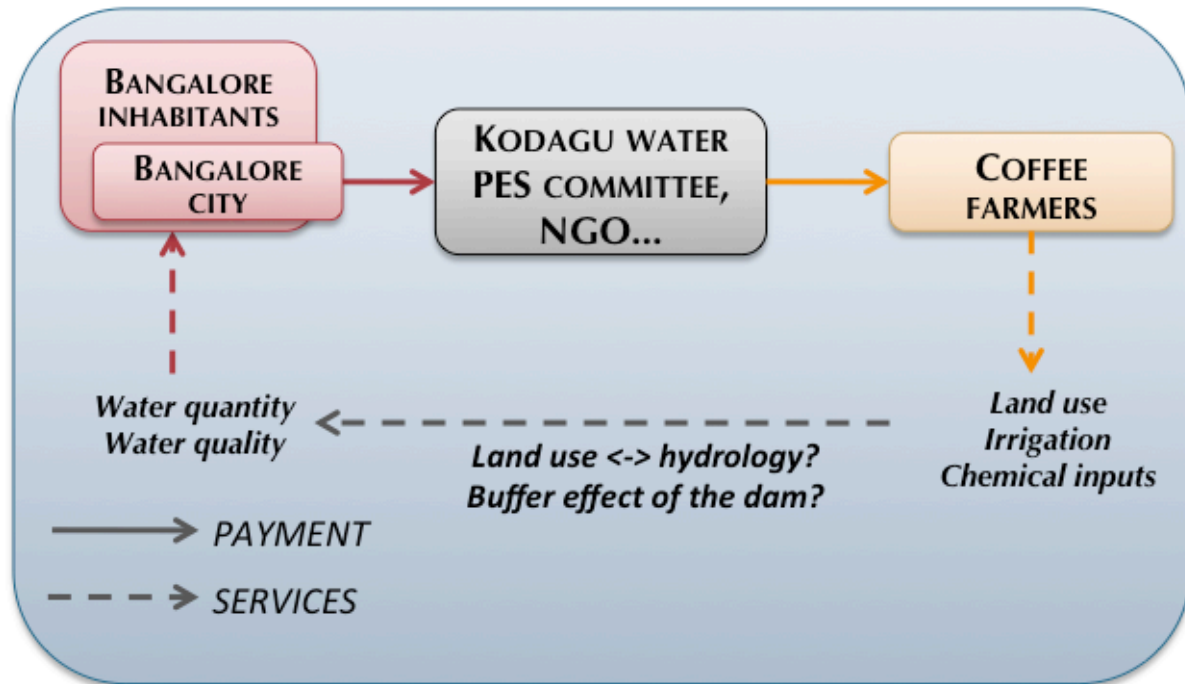 BANGALORE
INHABITANTS
BANGALORE
CITY
KODAGU WATER
PES COMMITTEE,
NGO...
COFFEE
FARMERS
Water quantity
Water quality
Land use <-> hydrology?
Buffer effect of the dam?
Land use
Irrigation
Chemical inputs
PAYMENT
SERVICES